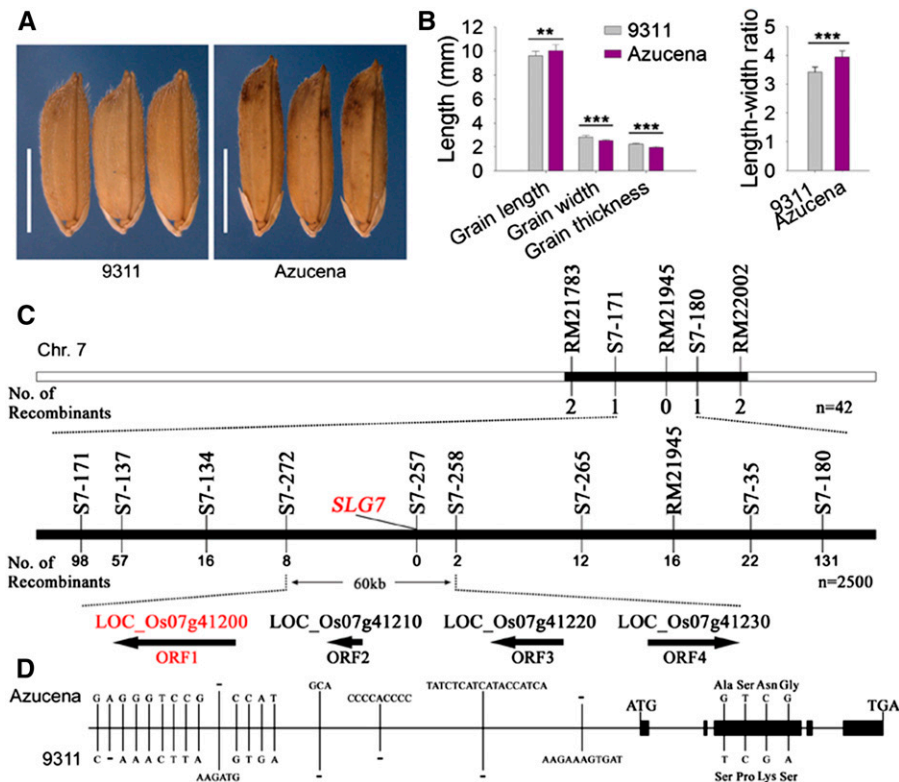 A
9311
Azucena
B
Length (mm)
12
10
8
6
4
2
0
**
***
***
9311
Azucena
Grain length
Grain width
Grain thickness
Length-width ratio
5
4
3
2
1
0
***
9311
Azucena
C
Chr. 7
RM21783
S7-171
RM21945
S7-180
RM22002
No. of
Recombinants
2 1 0 1 2
n=42
S7-171
S7-137
S7-134
S7-272
SLG7
S7-257
S7-258
S7-265
RM21945
S7-35
S7-180
No. of
Recombinants
98 57 16 8 0 2 12 16 22 131
n=2500
60kb
LOC_Os07g41200 LOC_Os07g41210 LOC_Os07g41220 LOC_Os07g41230
ORF1 ORF2 ORF3 ORF4
D
Azucena
G A G G G T C C G - C C A T
GCA
CCCCACCCC
TATCTCATCATACCATCA
-
ATG
Ala Ser Asn Gly
G T C G
TGA
9311
C - A A A C T T A AAGATG G T G A
-
-
-
AAGAAAGTGAT
T C G A
Ser Pro Lys Ser